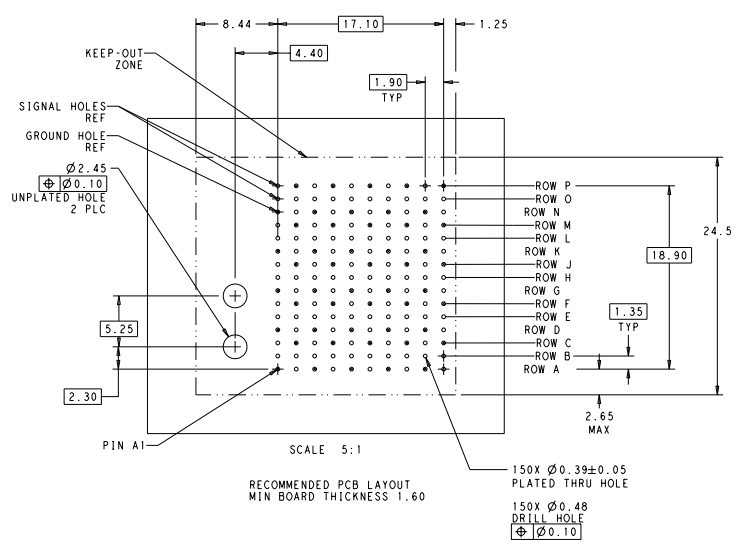 8.44
17.10
1.25
4.40
KEEP-OUT
ZONE
1.90
TYP
SIGNAL HOLES
REF
GROUND HOLE
REF
Ø2.45
⌖ Ø0.10
UNPLATED HOLE
2 PLC
ROW P
ROW O
ROW N
ROW M
ROW L
ROW K
ROW J
ROW H
ROW G
ROW F
ROW E
ROW D
ROW C
ROW B
ROW A
24.5
18.90
1.35
TYP
5.25
2.30
2.65
MAX
PIN A1
SCALE 5:1
RECOMMENDED PCB LAYOUT
MIN BOARD THICKNESS 1.60
150X Ø0.39±0.05
PLATED THRU HOLE
150X Ø0.48
DRILL HOLE
⌖ Ø0.10